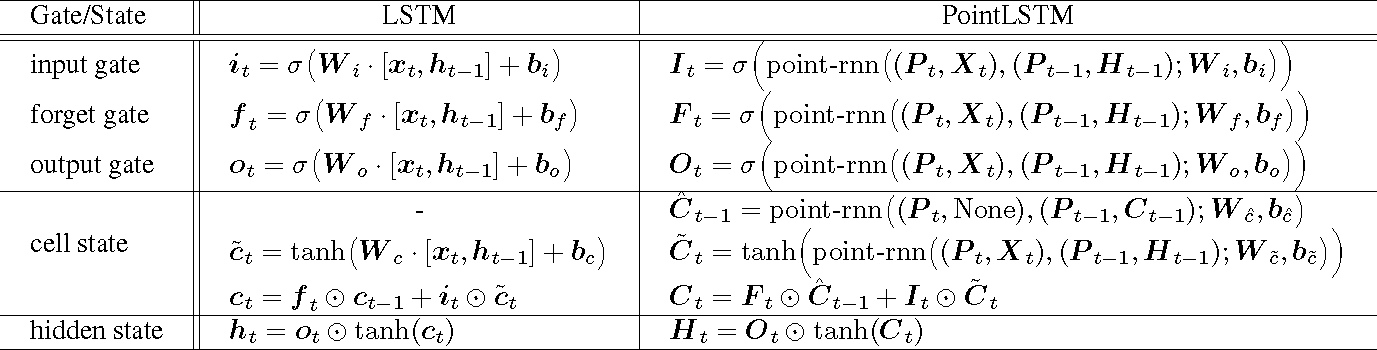 Gate/State LSTM PointLSTM
input gate i_t = σ(W_i · [x_t, h_{t−1}] + b_i) I_t = σ(point-rnn((P_t, X_t), (P_{t−1}, H_{t−1}); W_i, b_i))
forget gate f_t = σ(W_f · [x_t, h_{t−1}] + b_f) F_t = σ(point-rnn((P_t, X_t), (P_{t−1}, H_{t−1}); W_f, b_f))
output gate o_t = σ(W_o · [x_t, h_{t−1}] + b_o) O_t = σ(point-rnn((P_t, X_t), (P_{t−1}, H_{t−1}); W_o, b_o))
- Ĉ_{t−1} = point-rnn((P_t, None), (P_{t−1}, C_{t−1}); W_ĉ, b_ĉ)
cell state c̃_t = tanh(W_c · [x_t, h_{t−1}] + b_c) C̃_t = tanh(point-rnn((P_t, X_t), (P_{t−1}, H_{t−1}); W_c̃, b_c̃))
c_t = f_t ⊙ c_{t−1} + i_t ⊙ c̃_t C_t = F_t ⊙ Ĉ_{t−1} + I_t ⊙ C̃_t
hidden state h_t = o_t ⊙ tanh(c_t) H_t = O_t ⊙ tanh(C_t)